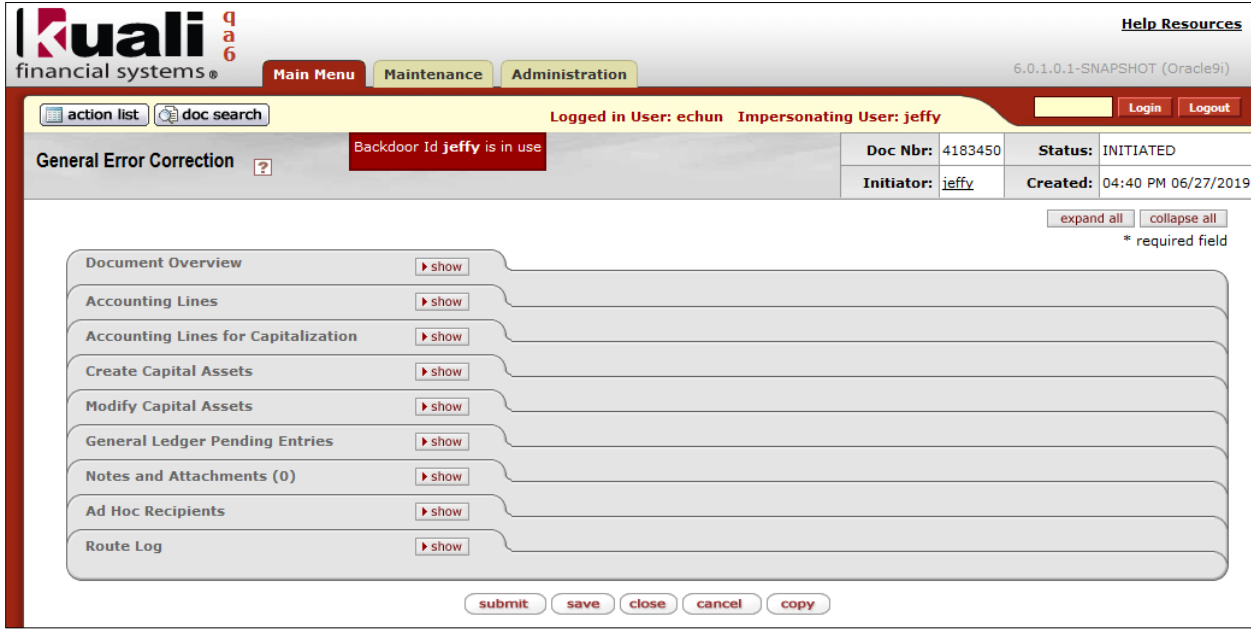 Kuali qa6
financial systems®
Help Resources
Main Menu Maintenance Administration
6.0.1.0.1-SNAPSHOT (Oracle9i)
action list doc search
Logged in User: echun Impersonating User: jeffy
Login Logout
General Error Correction ?
Backdoor Id jeffy is in use
Doc Nbr: 4183450 Status: INITIATED
Initiator: jeffy Created: 04:40 PM 06/27/2019
expand all collapse all
* required field
Document Overview show
Accounting Lines show
Accounting Lines for Capitalization show
Create Capital Assets show
Modify Capital Assets show
General Ledger Pending Entries show
Notes and Attachments (0) show
Ad Hoc Recipients show
Route Log show
submit save close cancel copy